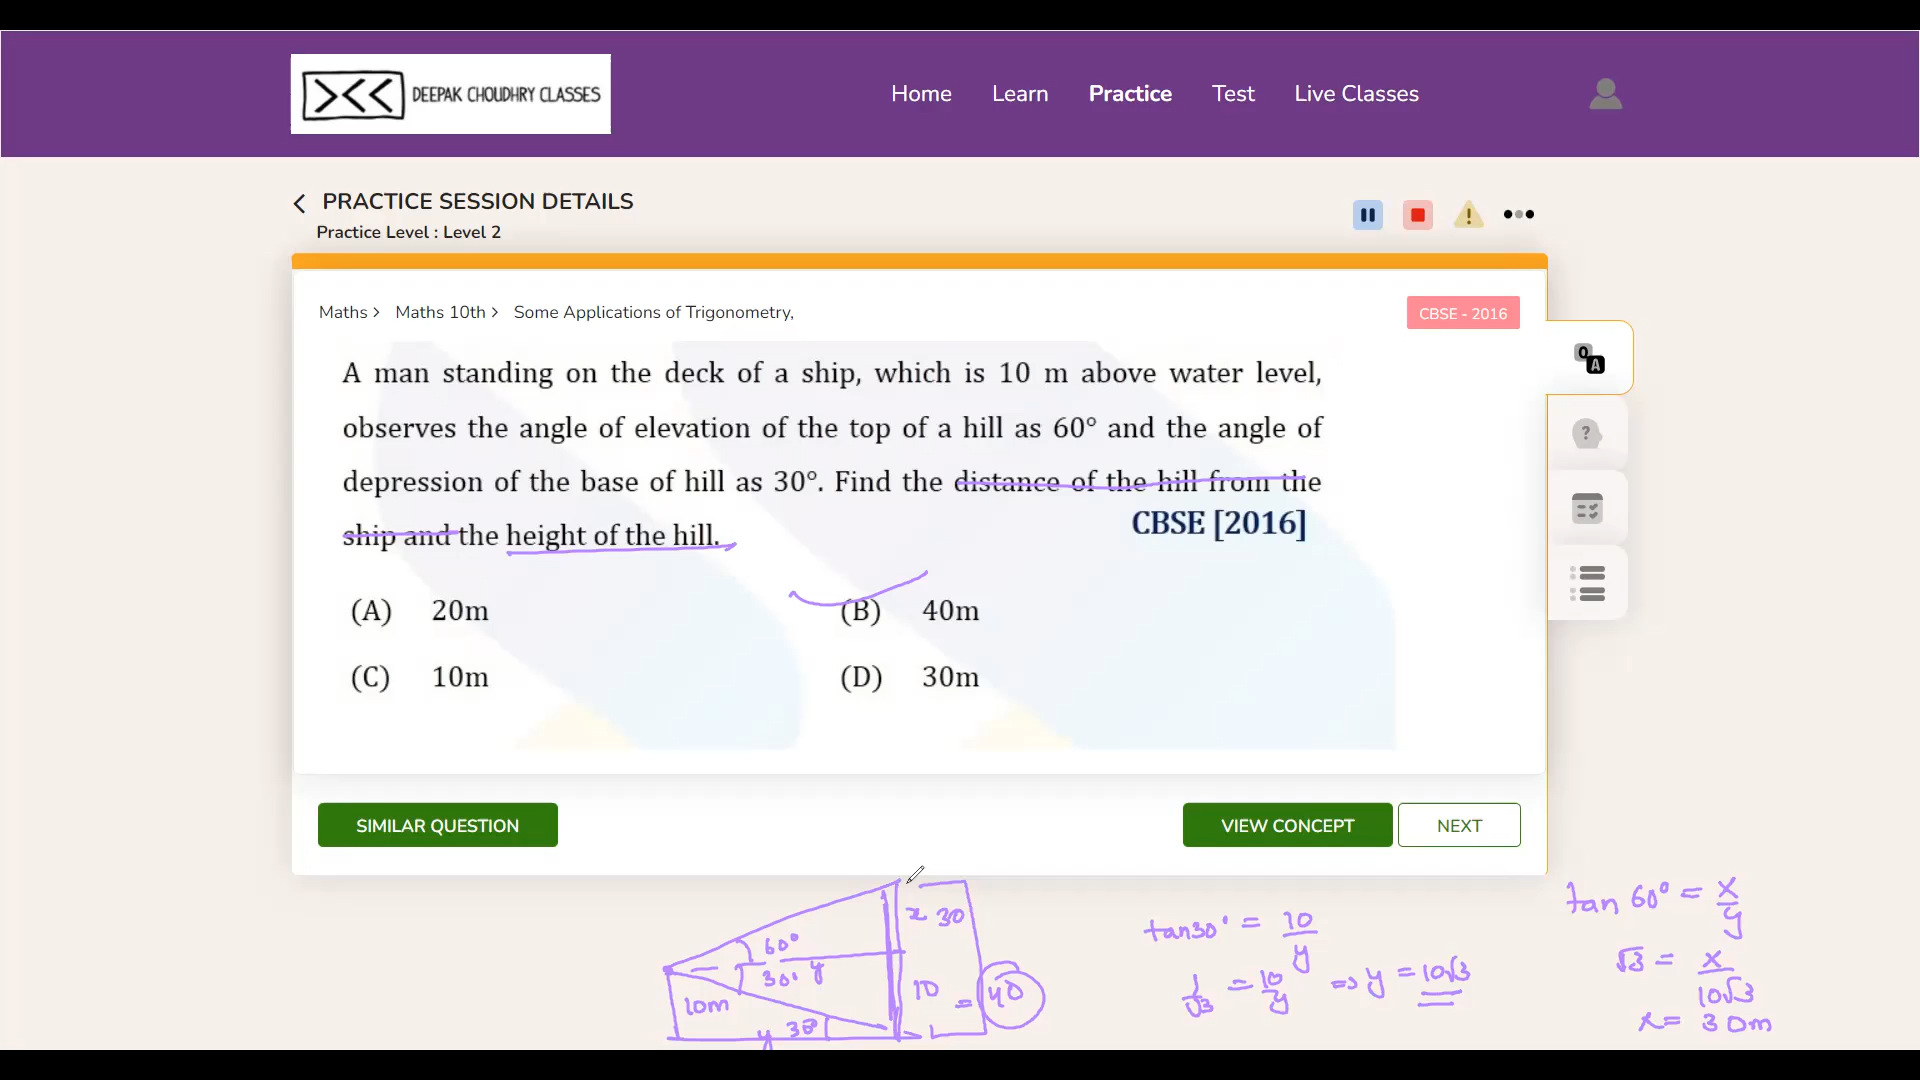 DEEPAK CHOUDHRY CLASSES
Home Learn Practice Test Live Classes
PRACTICE SESSION DETAILS
Practice Level : Level 2
Maths > Maths 10th > Some Applications of Trigonometry,
CBSE - 2016
A man standing on the deck of a ship, which is 10 m above water level,
observes the angle of elevation of the top of a hill as 60° and the angle of
depression of the base of hill as 30°. Find the distance of the hill from the
ship and the height of the hill.
CBSE [2016]
(A) 20m
(B) 40m
(C) 10m
(D) 30m
SIMILAR QUESTION
VIEW CONCEPT
NEXT
60°
30° y
10m
30°
y
x 30
10 = 40
tan30° = 10/y
1/√3 = 10/y => y = 10√3
tan 60° = x/y
√3 = x/10√3
x = 30m